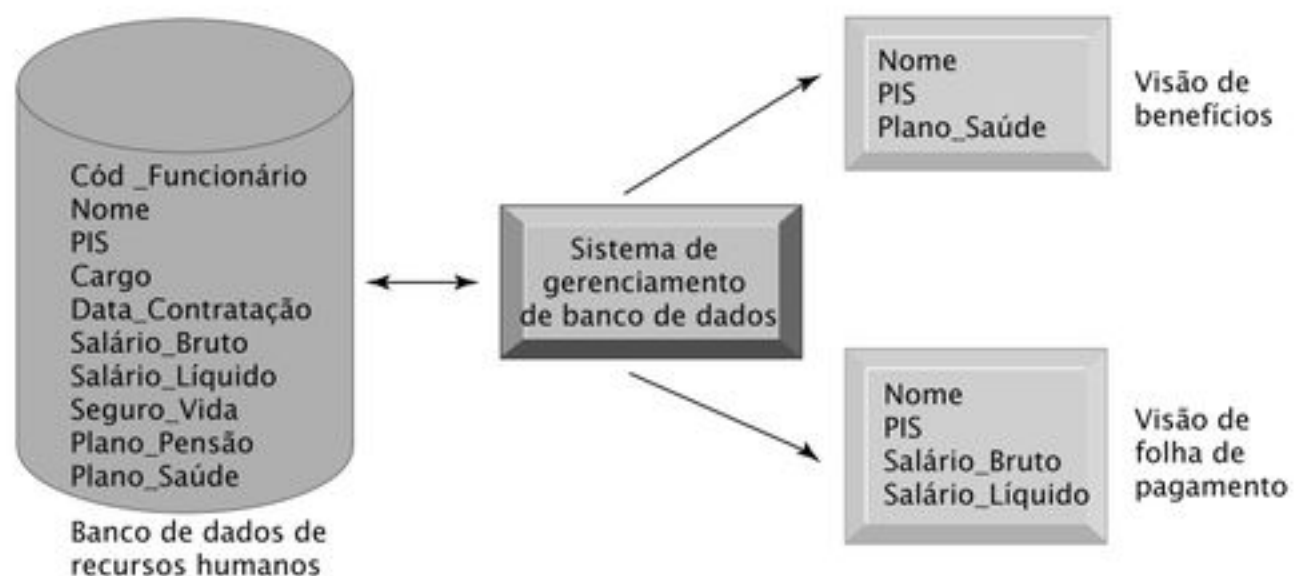 Cód _Funcionário
Nome
PIS
Cargo
Data_Contratação
Salário_Bruto
Salário_Líquido
Seguro_Vida
Plano_Pensão
Plano_Saúde
Banco de dados de
recursos humanos
Sistema de
gerenciamento
de banco de dados
Nome
PIS
Plano_Saúde
Visão de
benefícios
Nome
PIS
Salário_Bruto
Salário_Líquido
Visão de
folha de
pagamento